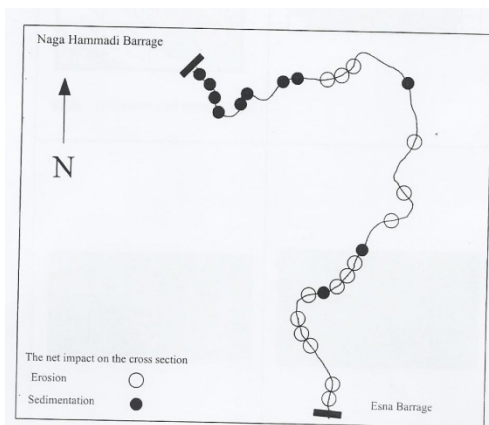 Naga Hammadi Barrage
N
The net impact on the cross section
Erosion
Sedimentation
Esna Barrage